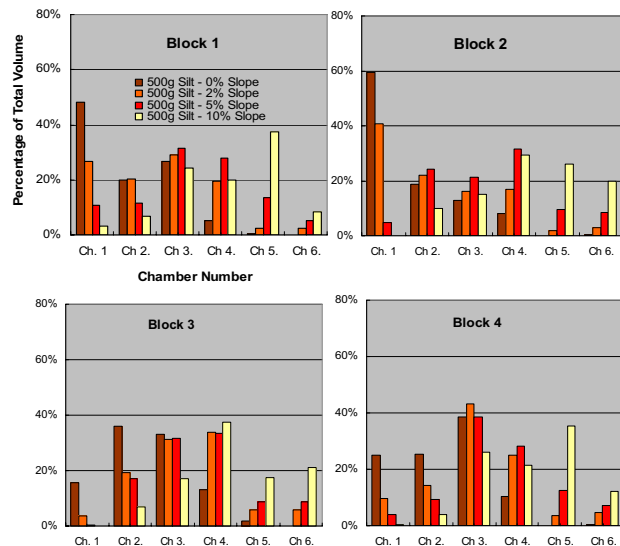 80%
60%
40%
20%
0%
Percentage of Total Volume
Block 1
500g Silt - 0% Slope
500g Silt - 2% Slope
500g Silt - 5% Slope
500g Silt - 10% Slope
Ch. 1 Ch 2. Ch 3. Ch 4. Ch 5. Ch 6.
Chamber Number
80%
60%
40%
20%
0%
Block 2
Ch. 1 Ch 2. Ch 3. Ch 4. Ch 5. Ch 6.
80%
60%
40%
20%
0%
Block 3
Ch. 1 Ch 2. Ch 3. Ch 4. Ch 5. Ch 6.
80%
60%
40%
20%
0%
Block 4
Ch. 1 Ch 2. Ch 3. Ch 4. Ch 5. Ch 6.